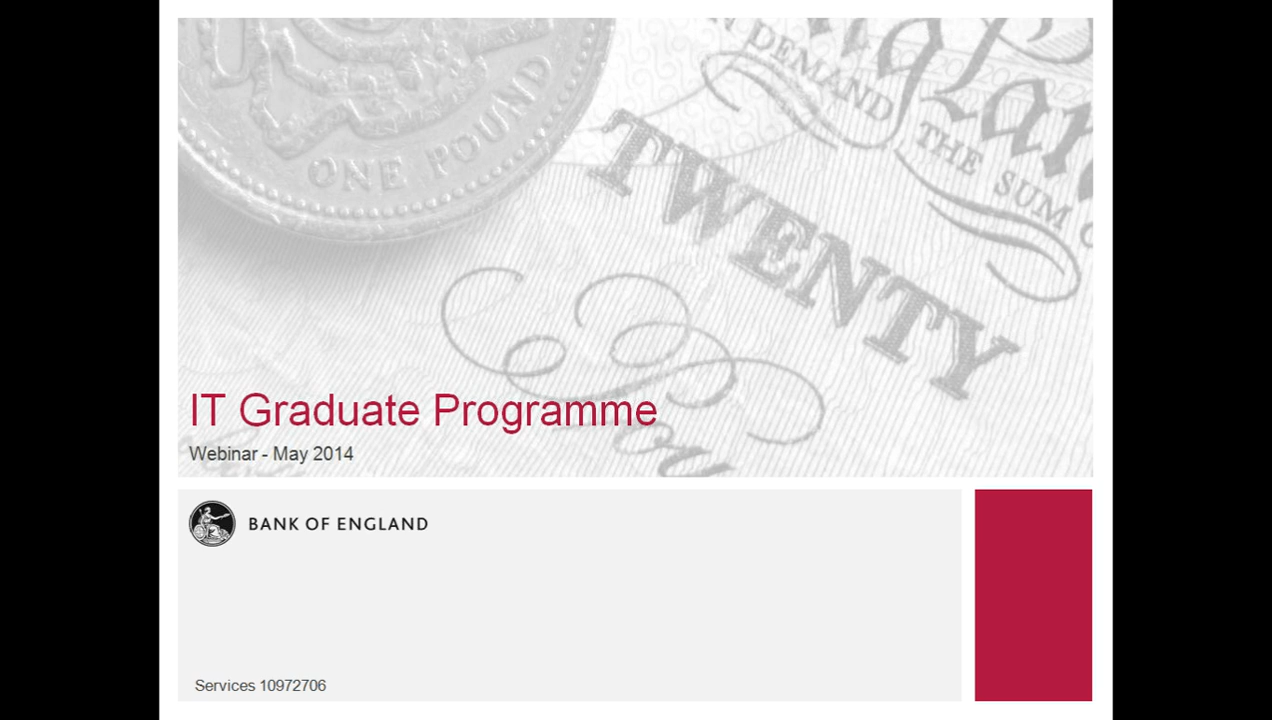 ONE POUND
DEMAND
THE SUM
TWENTY
IT Graduate Programme
Webinar - May 2014
BANK OF ENGLAND
Services 10972706